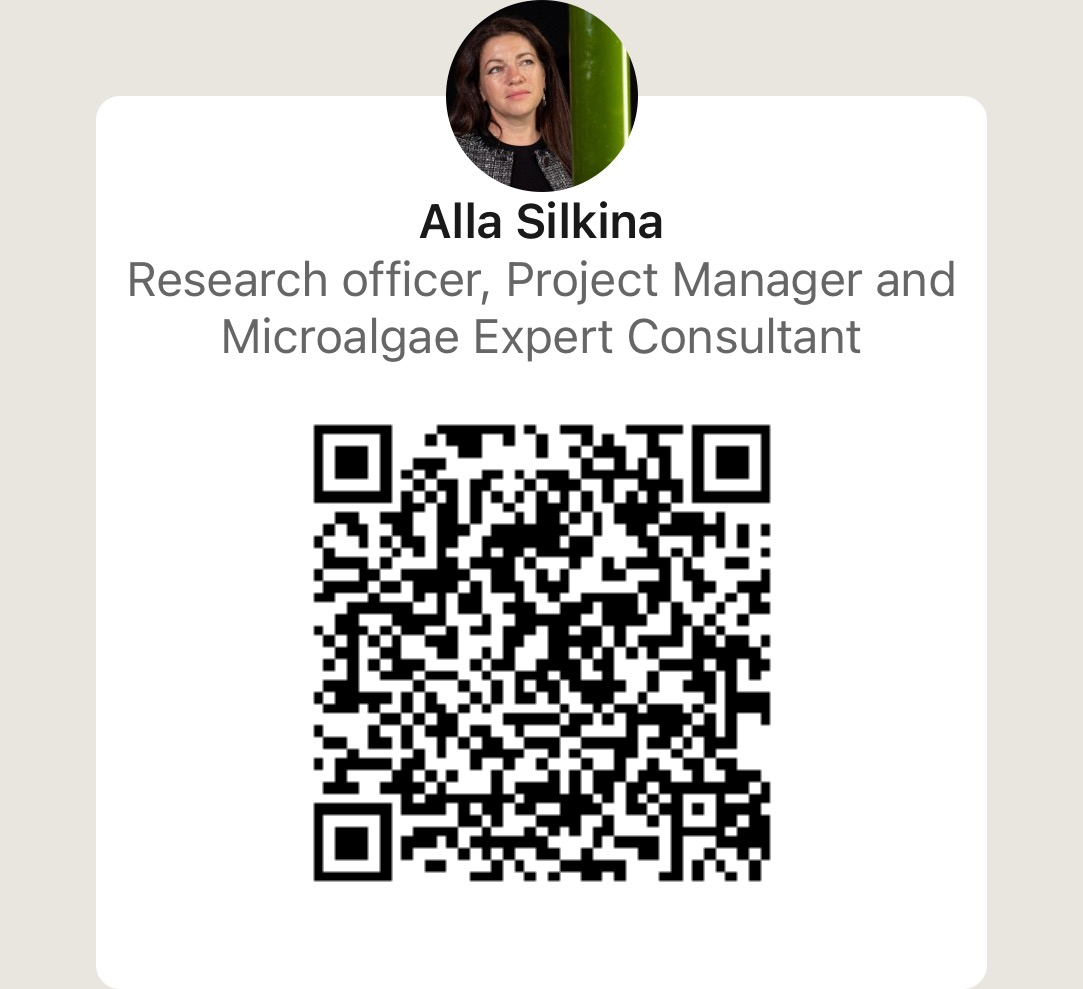 Alla Silkina
Research officer, Project Manager and
Microalgae Expert Consultant